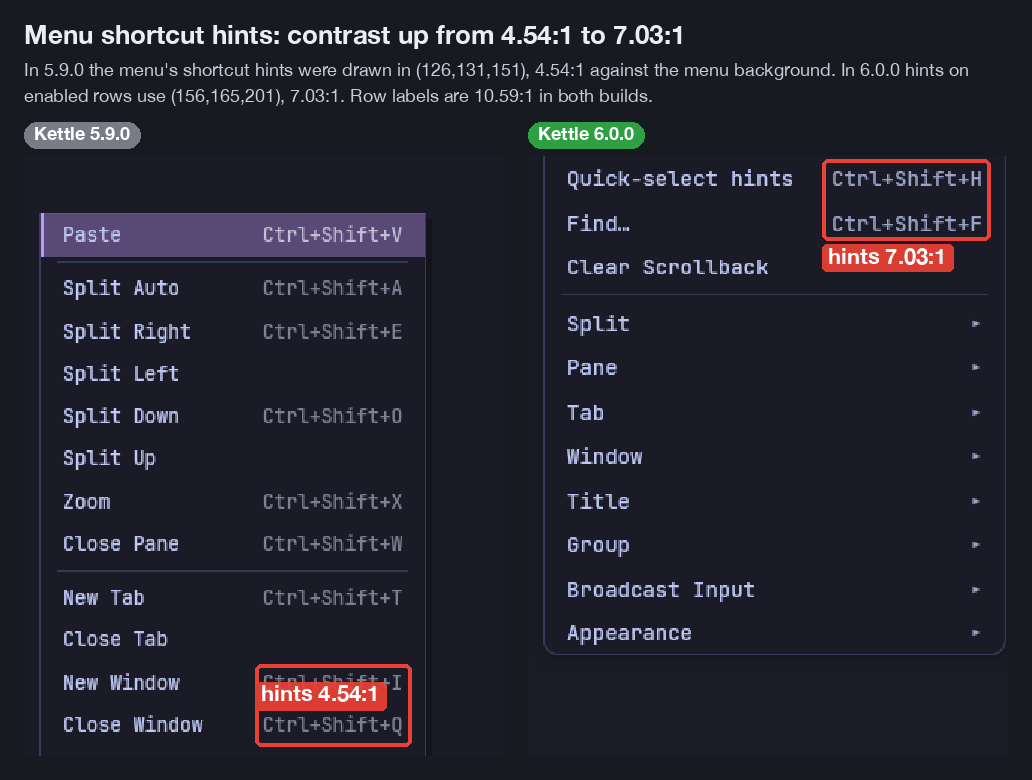 Menu shortcut hints: contrast up from 4.54:1 to 7.03:1
In 5.9.0 the menu's shortcut hints were drawn in (126,131,151), 4.54:1 against the menu background. In 6.0.0 hints on
enabled rows use (156,165,201), 7.03:1. Row labels are 10.59:1 in both builds.
Kettle 5.9.0
Paste Ctrl+Shift+V
Split Auto Ctrl+Shift+A
Split Right Ctrl+Shift+E
Split Left
Split Down Ctrl+Shift+O
Split Up
Zoom Ctrl+Shift+X
Close Pane Ctrl+Shift+W
New Tab Ctrl+Shift+T
Close Tab
New Window Ctrl+Shift+I
hints 4.54:1
Close Window Ctrl+Shift+Q
Kettle 6.0.0
Quick-select hints Ctrl+Shift+H
Find… Ctrl+Shift+F
hints 7.03:1
Clear Scrollback
Split
Pane
Tab
Window
Title
Group
Broadcast Input
Appearance